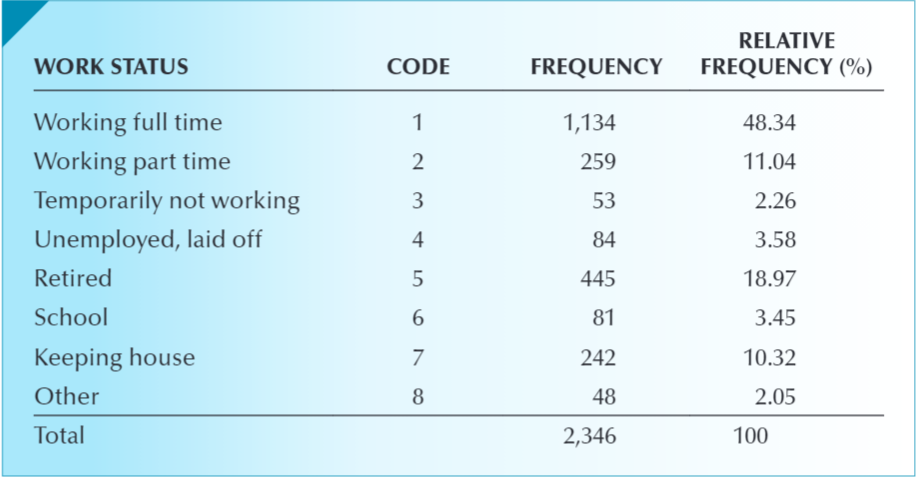 WORK STATUS CODE FREQUENCY RELATIVE FREQUENCY (%)
Working full time 1 1,134 48.34
Working part time 2 259 11.04
Temporarily not working 3 53 2.26
Unemployed, laid off 4 84 3.58
Retired 5 445 18.97
School 6 81 3.45
Keeping house 7 242 10.32
Other 8 48 2.05
Total 2,346 100